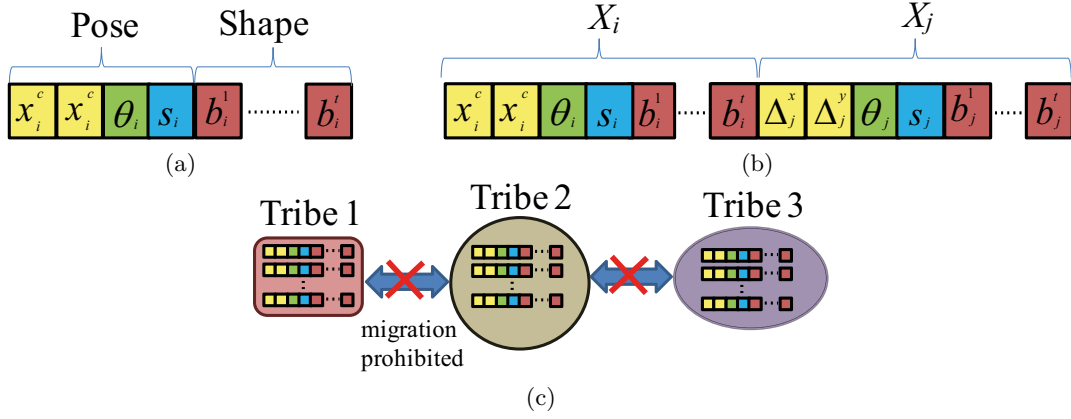 Pose Shape
x_i^c x_i^c θ_i s_i b_i^1 ........ b_i^t
(a)
X_i X_j
x_i^c x_i^c θ_i s_i b_i^1 ....... b_i^t Δ_j^x Δ_j^y θ_j s_j b_j^1 ...... b_j^t
(b)
Tribe 1 Tribe 2 Tribe 3
migration
prohibited
(c)